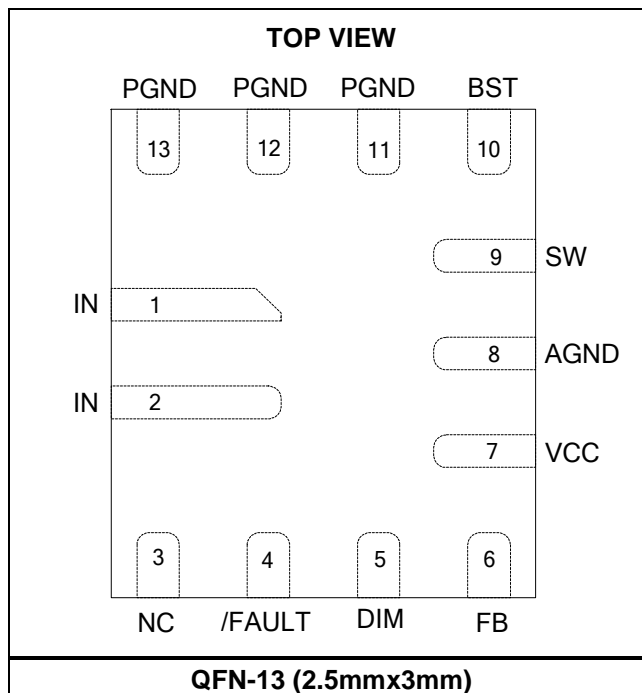 TOP VIEW
PGND PGND PGND BST
13 12 11 10
9 SW
IN 1
8 AGND
IN 2
7 VCC
3 4 5 6
NC /FAULT DIM FB
QFN-13 (2.5mmx3mm)